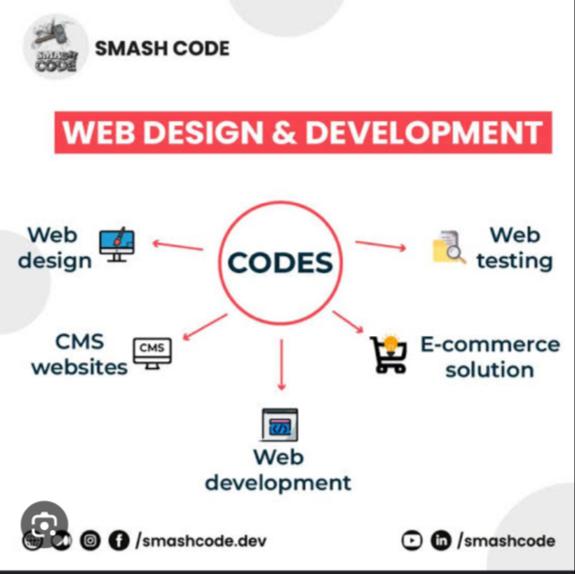 SMASH CODE
SMASH CODE
WEB DESIGN & DEVELOPMENT
Web
design
CODES
Web
testing
CMS
websites
CMS
E-commerce
solution
Web
development
/smashcode.dev
/smashcode